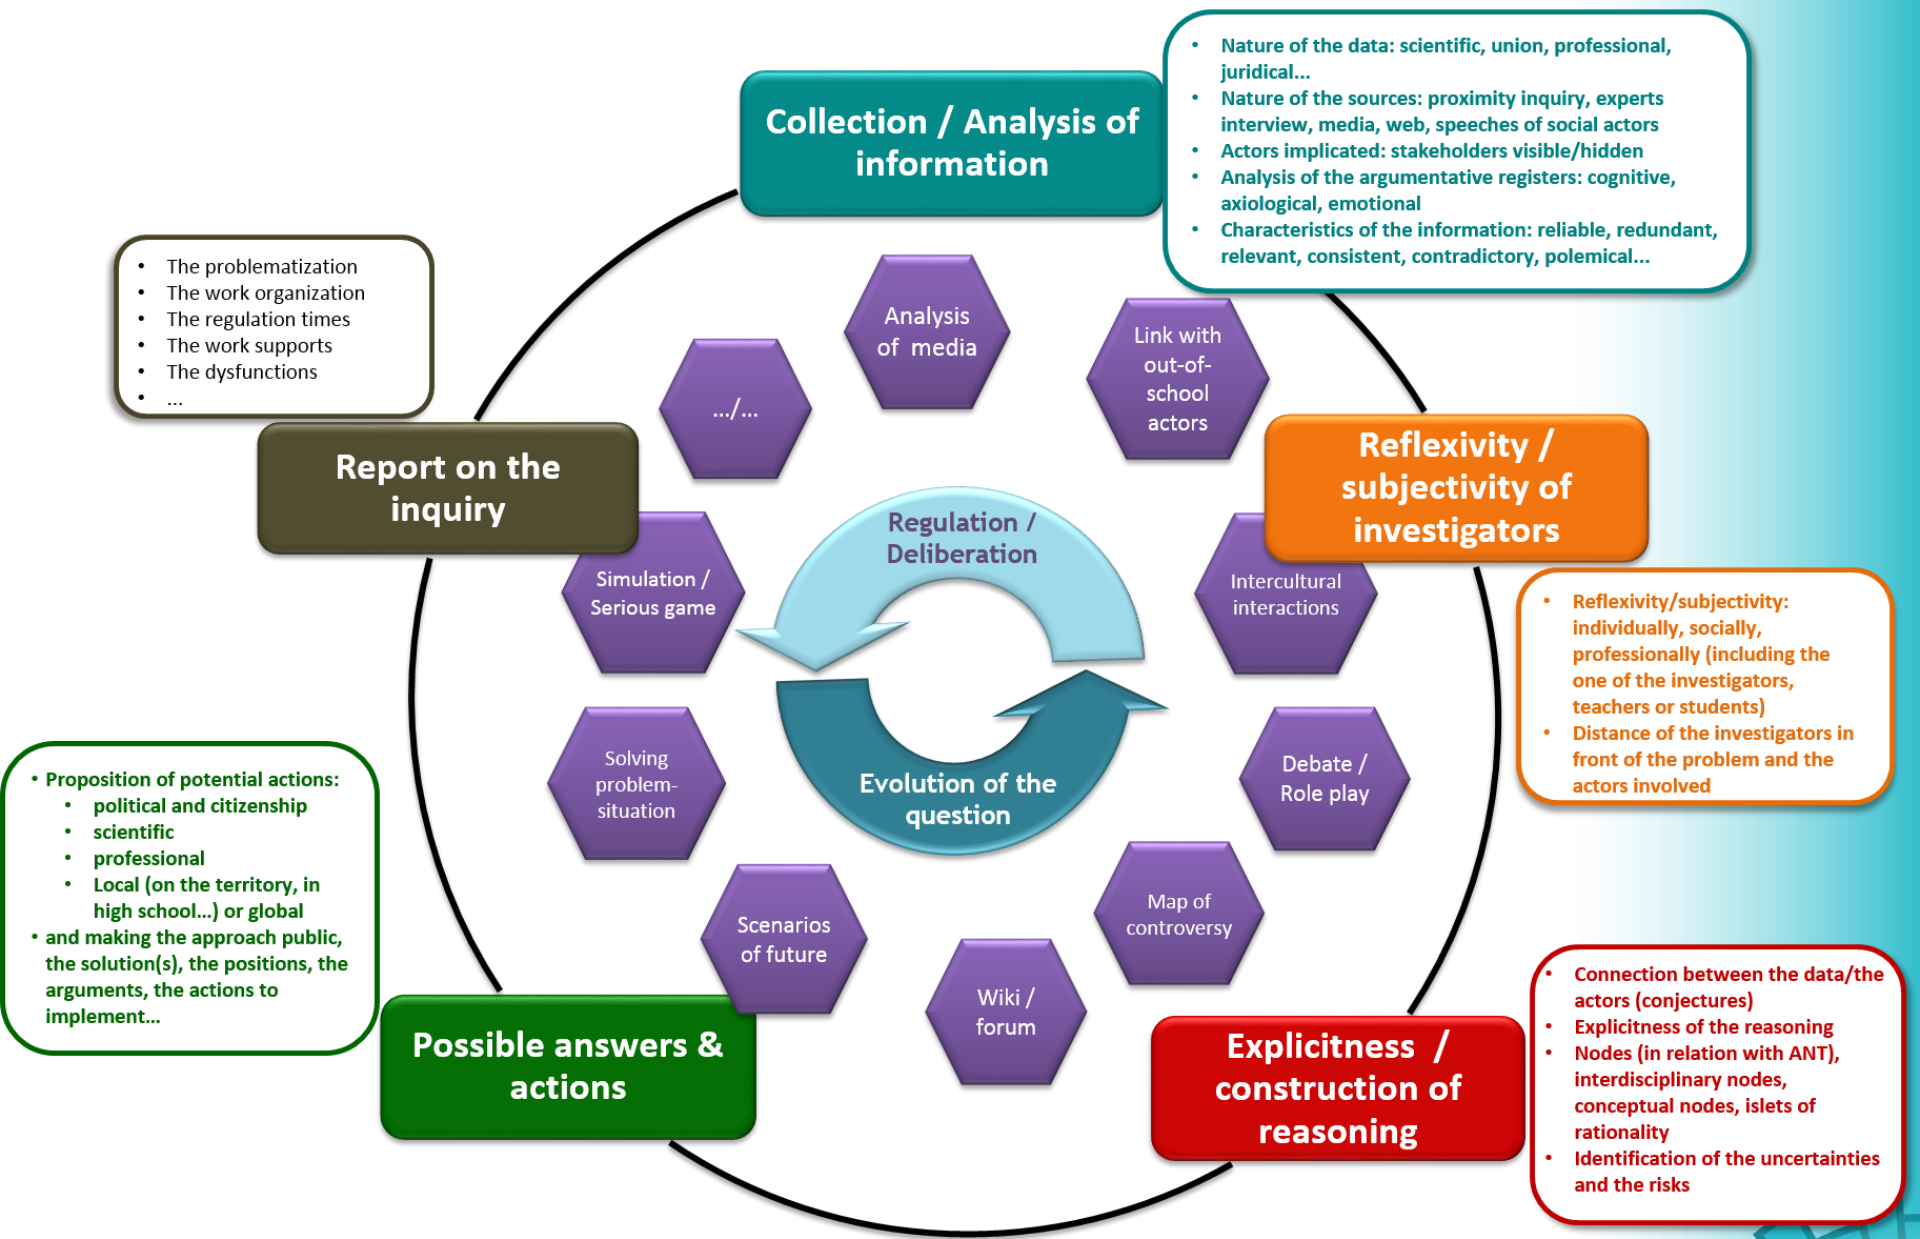 Collection / Analysis of
information
• Nature of the data: scientific, union, professional,
juridical...
• Nature of the sources: proximity inquiry, experts
interview, media, web, speeches of social actors
• Actors implicated: stakeholders visible/hidden
• Analysis of the argumentative registers: cognitive,
axiological, emotional
• Characteristics of the information: reliable, redundant,
relevant, consistent, contradictory, polemical...
• The problematization
• The work organization
• The regulation times
• The work supports
• The dysfunctions
• ...
Report on the
inquiry
.../...
Analysis
of media
Link with
out-of-
school
actors
Reflexivity /
subjectivity of
investigators
• Reflexivity/subjectivity:
individually, socially,
professionally (including the
one of the investigators,
teachers or students)
• Distance of the investigators in
front of the problem and the
actors involved
Simulation /
Serious game
Regulation /
Deliberation
Intercultural
interactions
Solving
problem-
situation
Evolution of the
question
Debate /
Role play
Scenarios
of future
Wiki /
forum
Map of
controversy
• Proposition of potential actions:
• political and citizenship
• scientific
• professional
• Local (on the territory, in
high school...) or global
• and making the approach public,
the solution(s), the positions, the
arguments, the actions to
implement...
Possible answers &
actions
Explicitness /
construction of
reasoning
• Connection between the data/the
actors (conjectures)
• Explicitness of the reasoning
• Nodes (in relation with ANT),
interdisciplinary nodes,
conceptual nodes, islets of
rationality
• Identification of the uncertainties
and the risks